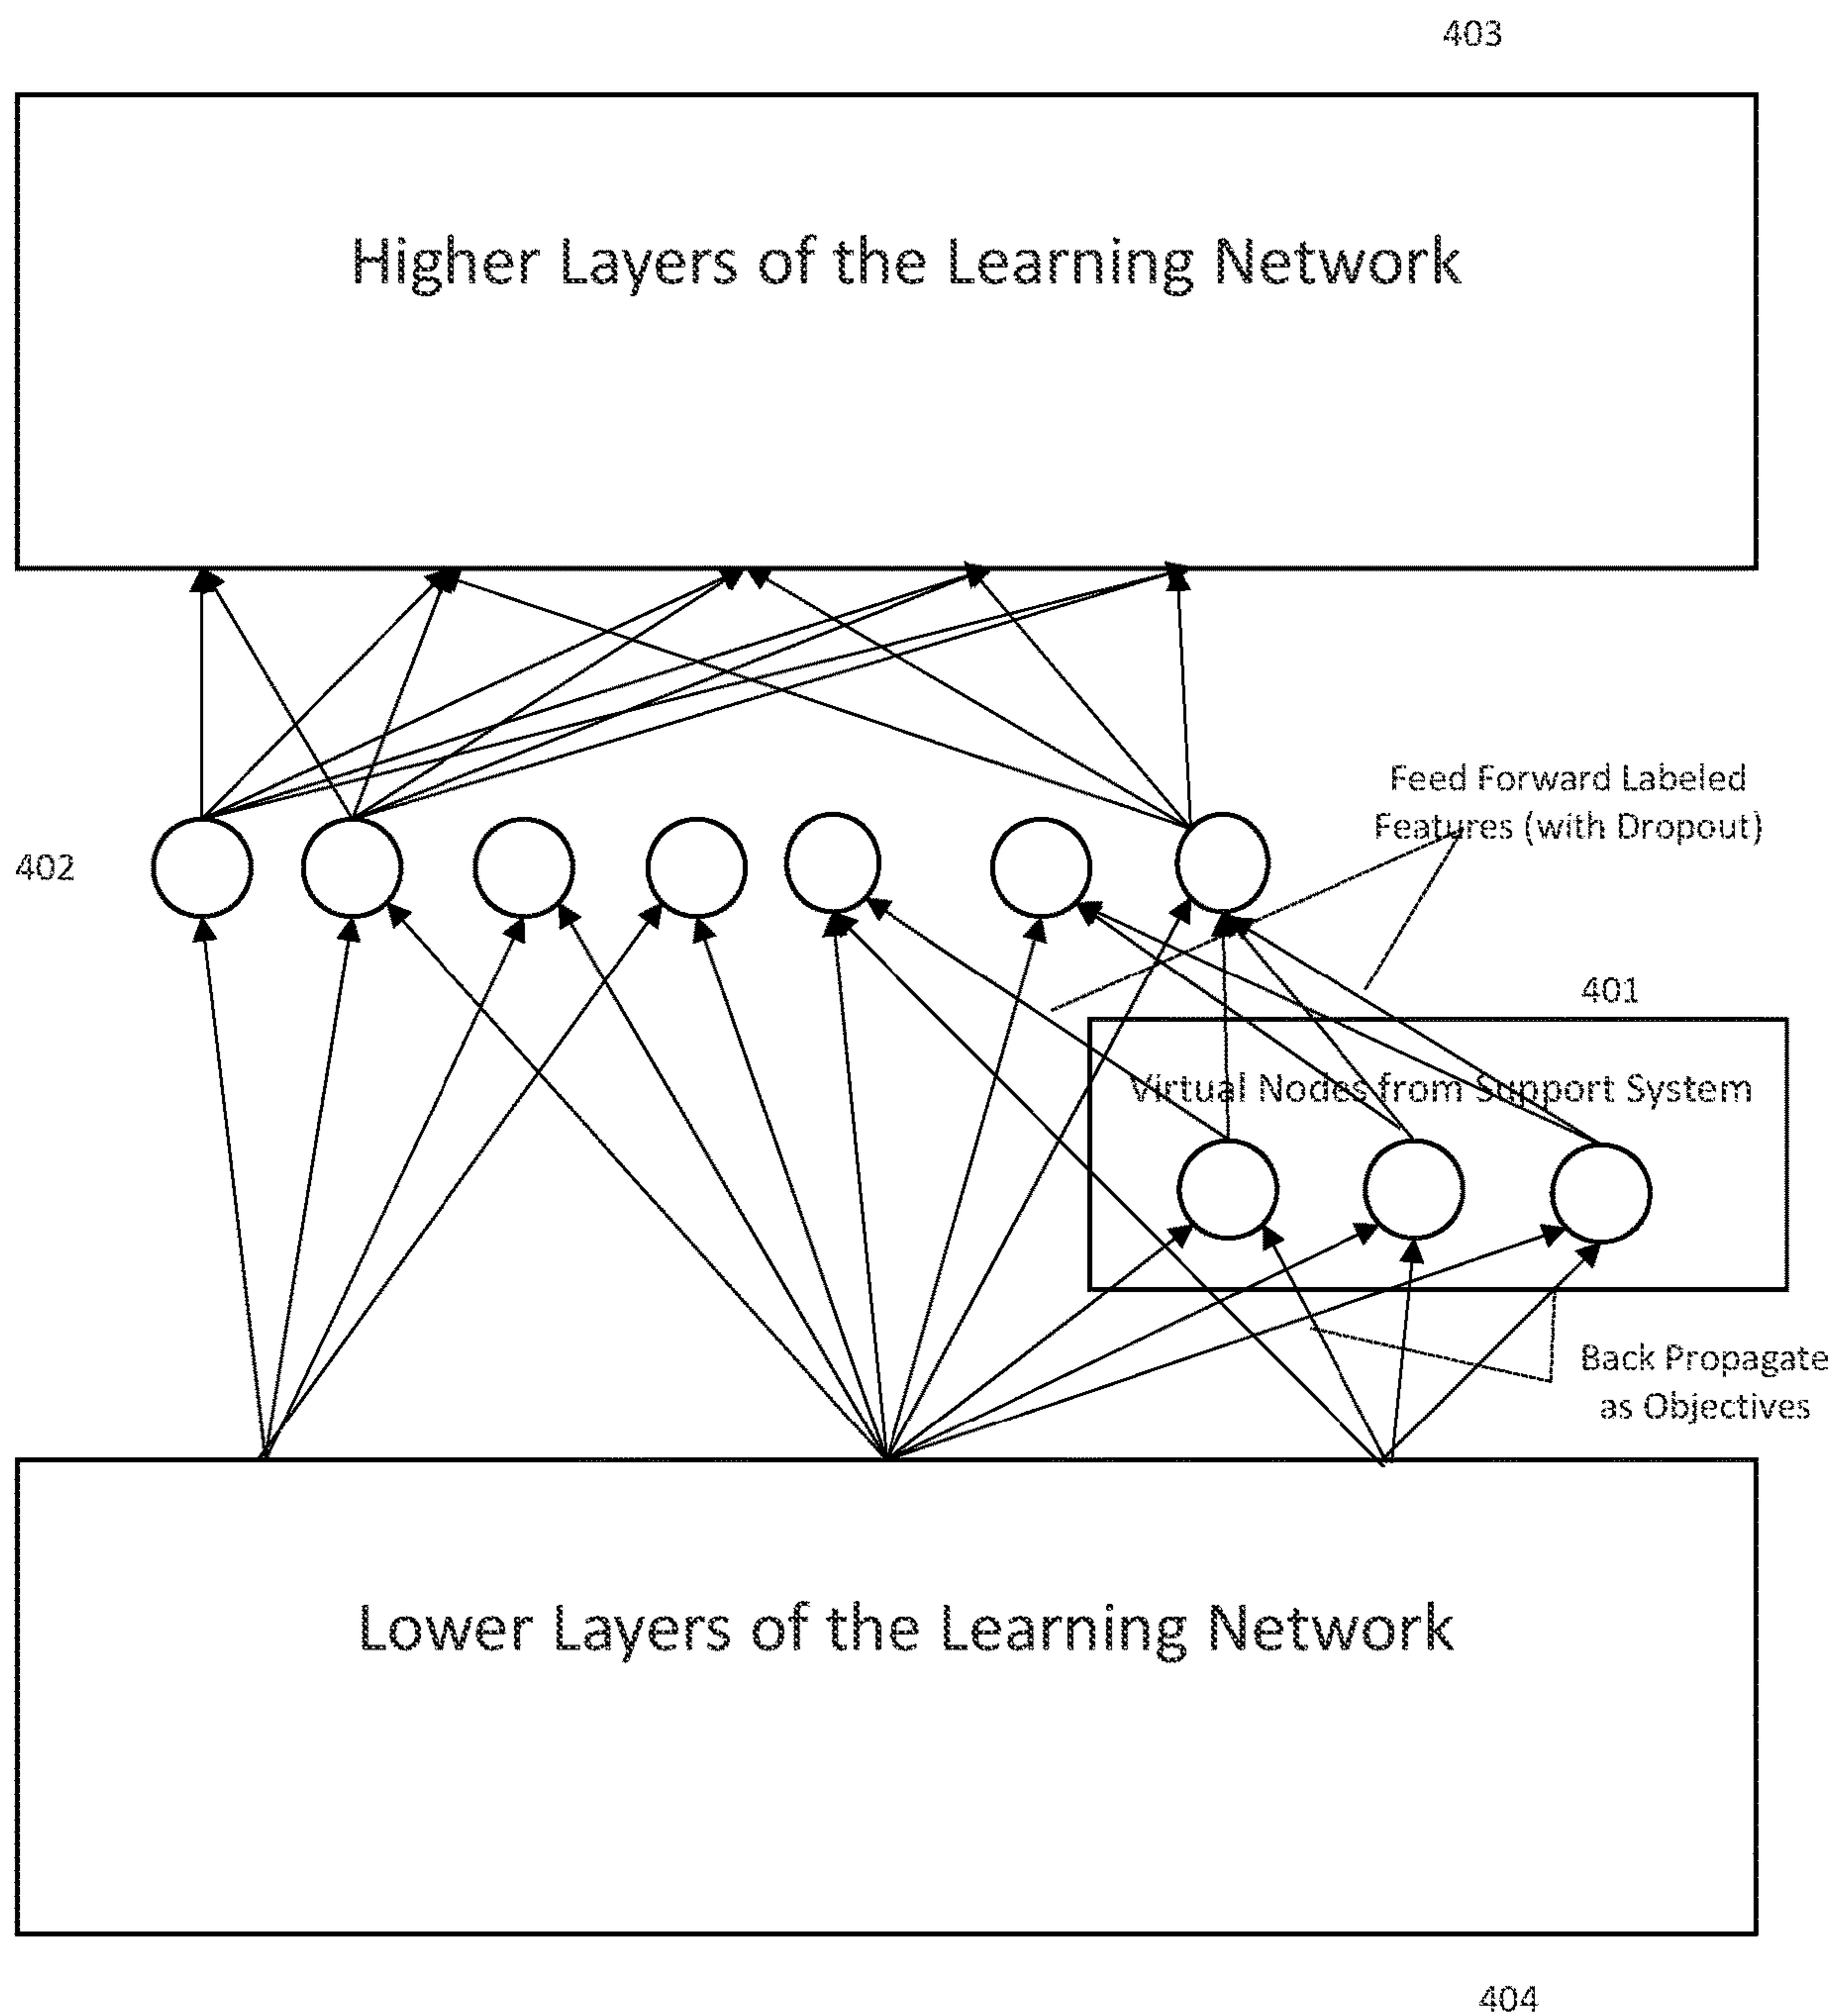 403
Higher Layers of the Learning Network
Feed Forward Labeled
Features (with Dropout)
402
401
Virtual Nodes from Support System
Back Propagate
as Objectives
Lower Layers of the Learning Network
404